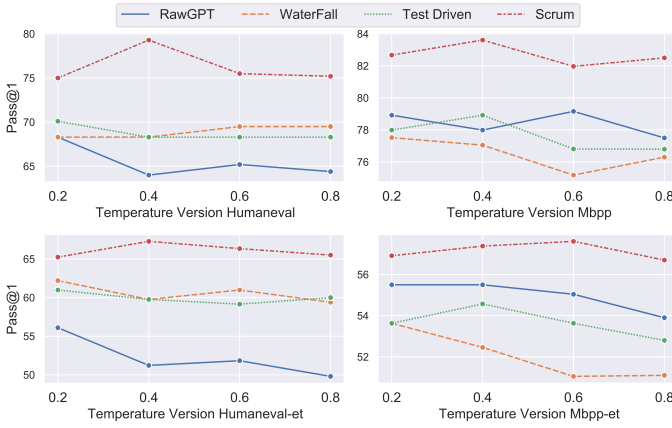 RawGPT WaterFall Test Driven Scrum
80
75
70
65
Pass@1
0.2 0.4 0.6 0.8
Temperature Version Humaneval
84
82
80
78
76
0.2 0.4 0.6 0.8
Temperature Version Mbpp
65
60
55
50
Pass@1
0.2 0.4 0.6 0.8
Temperature Version Humaneval-et
56
54
52
0.2 0.4 0.6 0.8
Temperature Version Mbpp-et